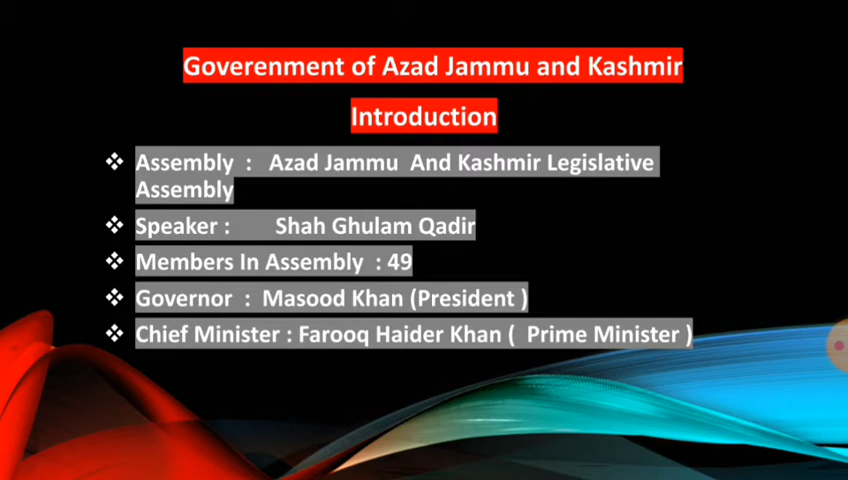 Goverenment of Azad Jammu and Kashmir
Introduction
❖ Assembly : Azad Jammu And Kashmir Legislative
Assembly
❖ Speaker : Shah Ghulam Qadir
❖ Members In Assembly : 49
❖ Governor : Masood Khan (President )
❖ Chief Minister : Farooq Haider Khan ( Prime Minister )